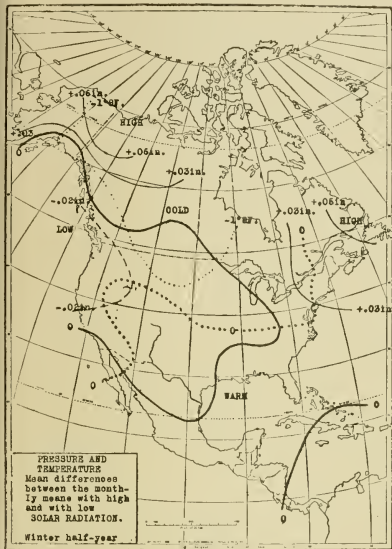 +.06in.
-1°F.
HIGH
+.03
0
+.06in.
+.03in.
-.02in.
COLD
LOW
-1°F.
+.03in.
+.06in.
0
HIGH
+.03in.
-.02in.
0
0
0
WARM
0
0
PRESSURE AND
TEMPERATURE
Mean differences
between the month-
ly means with high
and with low
SOLAR RADIATION.
Winter half-year